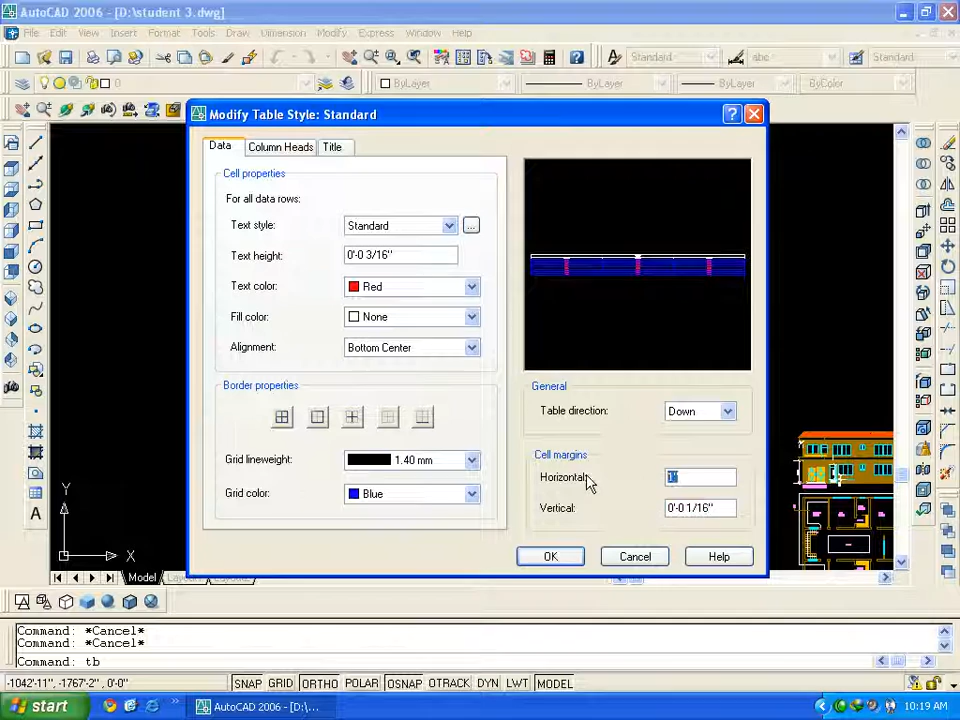 AutoCAD 2006 - [D:\student 3.dwg]
File Edit View Insert Format Tools Draw Dimension Modify Express Window Help
Standard abc Standard
0 ByLayer ByLayer ByLayer ByColor
Modify Table Style: Standard
Data Column Heads Title
Cell properties
For all data rows:
Text style: Standard ...
Text height: 0'-0 3/16"
Text color: Red
Fill color: None
Alignment: Bottom Center
Border properties
Grid lineweight: 1.40 mm
Grid color: Blue
General
Table direction: Down
Cell margins
Horizontal:
Vertical: 0'-0 1/16"
OK Cancel Help
Y
X
A
Model
Command: *Cancel*
Command: *Cancel*
Command: tb
-1042'-11", -1767'-2", 0'-0" SNAP GRID ORTHO POLAR OSNAP OTRACK DYN LWT MODEL
start AutoCAD 2006 - [D:\... 10:19 AM